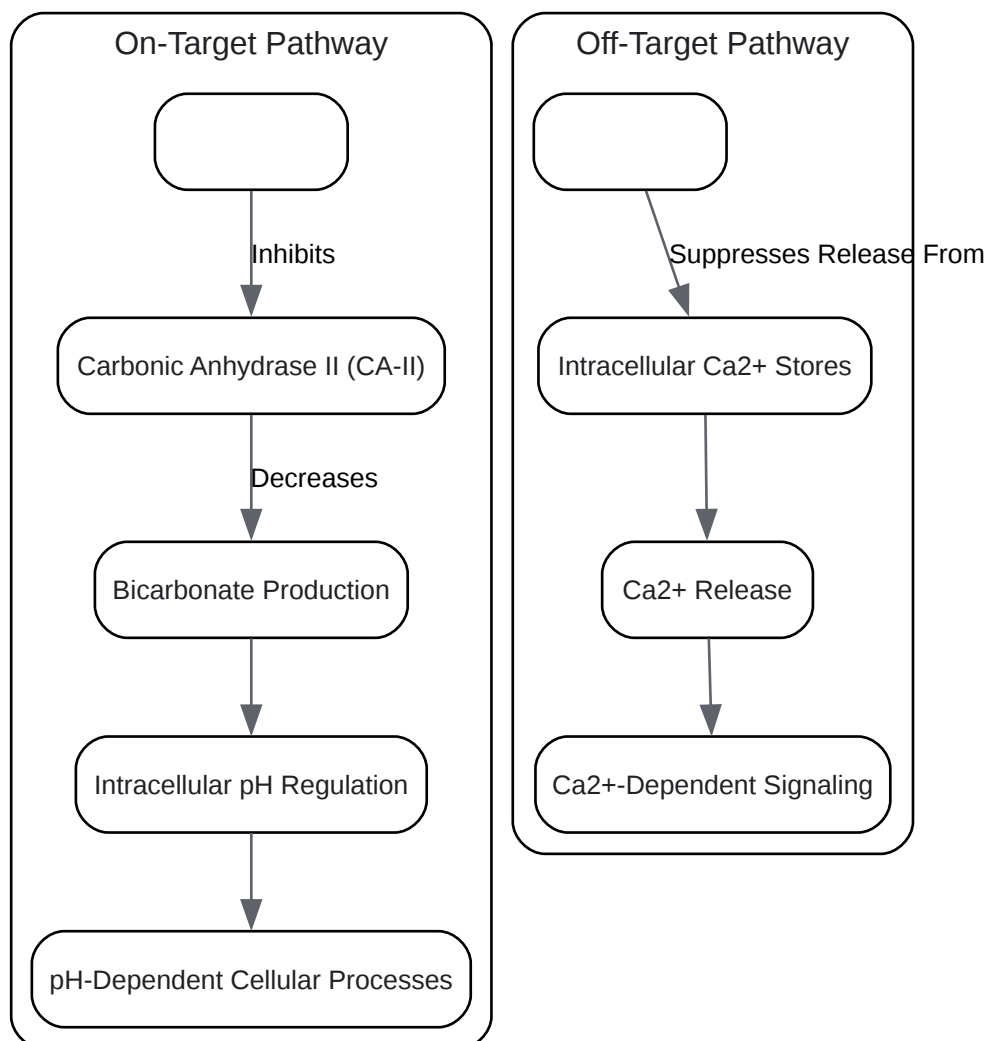 On-Target Pathway
Inhibits
Carbonic Anhydrase II (CA-II)
Decreases
Bicarbonate Production
Intracellular pH Regulation
pH-Dependent Cellular Processes
Off-Target Pathway
Suppresses Release From
Intracellular Ca2+ Stores
Ca2+ Release
Ca2+-Dependent Signaling